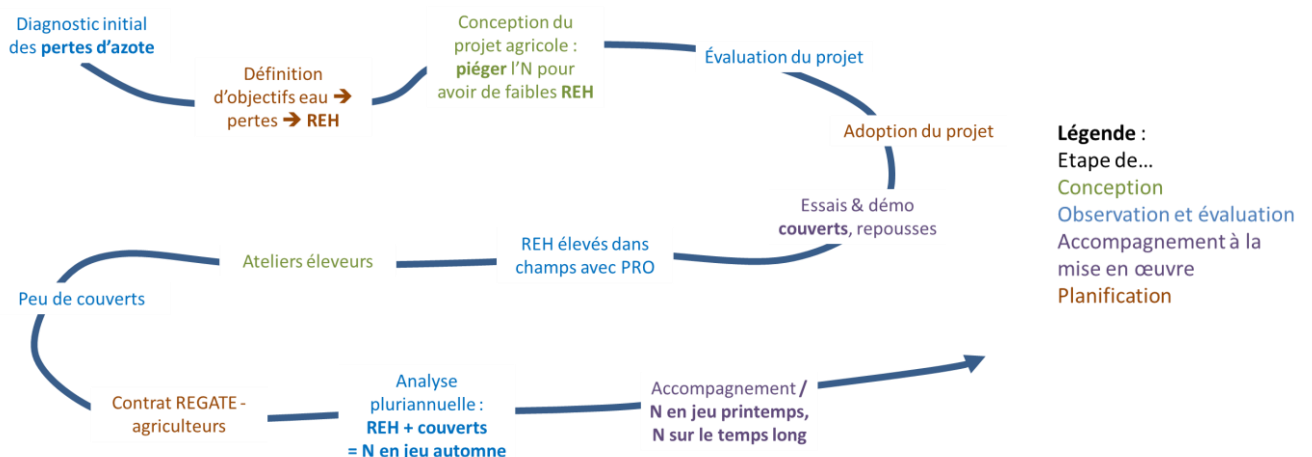 Diagnostic initial
des pertes d'azote
Définition
d'objectifs eau ➔
pertes ➔ REH
Conception du
projet agricole :
piéger l'N pour
avoir de faibles REH
Évaluation du projet
Adoption du projet
Essais & démo
couverts, repousses
REH élevés dans
champs avec PRO
Ateliers éleveurs
Peu de couverts
Contrat REGATE -
agriculteurs
Analyse
pluriannuelle :
REH + couverts
= N en jeu automne
Accompagnement /
N en jeu printemps,
N sur le temps long
Légende :
Etape de...
Conception
Observation et évaluation
Accompagnement à la
mise en œuvre
Planification